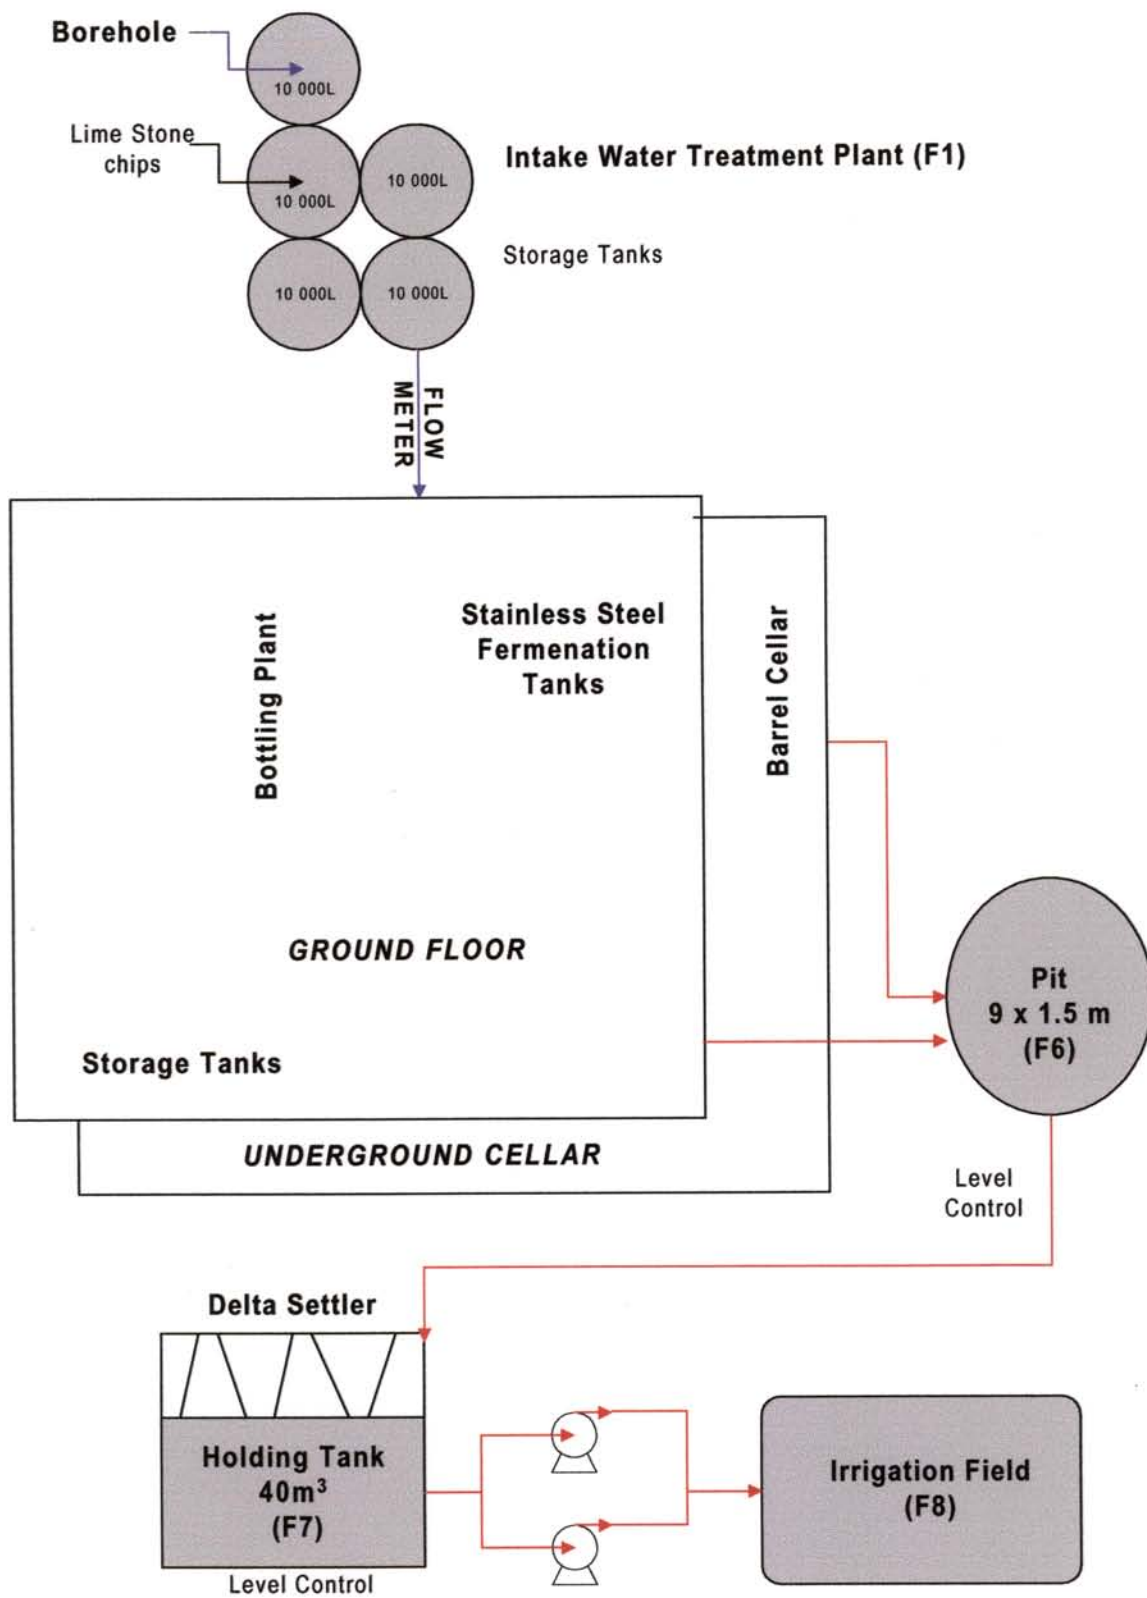 Borehole
10 000L
Lime Stone
chips
10 000L
10 000L
Intake Water Treatment Plant (F1)
Storage Tanks
10 000L
10 000L
FLOW
METER
Stainless Steel
Fermenation
Tanks
Bottling Plant
Barrel Cellar
GROUND FLOOR
Storage Tanks
UNDERGROUND CELLAR
Pit
9 x 1.5 m
(F6)
Level
Control
Delta Settler
Holding Tank
40m³
(F7)
Level Control
Irrigation Field
(F8)